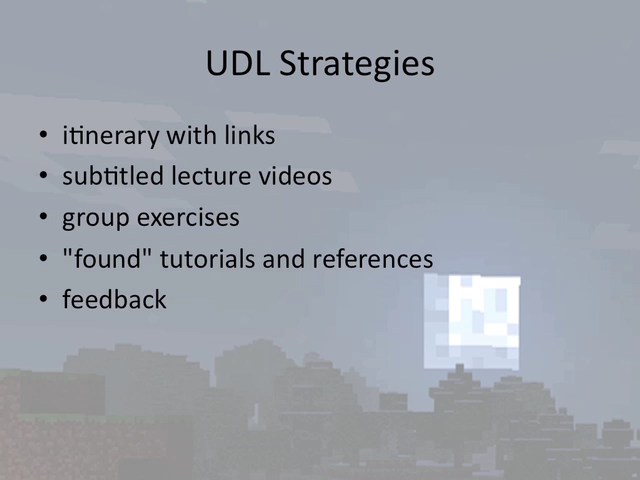 UDL Strategies
• itinerary with links
• subtitled lecture videos
• group exercises
• "found" tutorials and references
• feedback